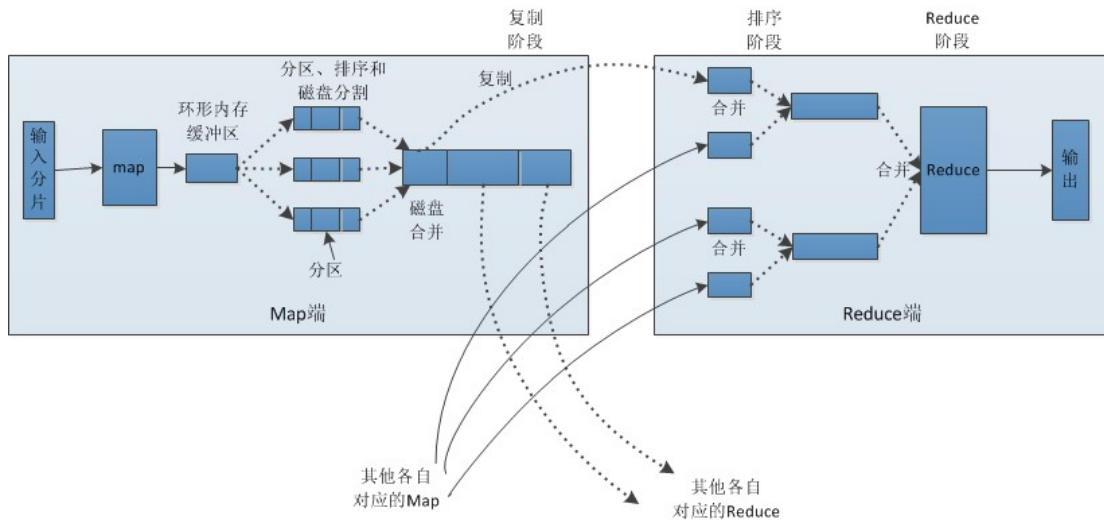 复制
阶段
排序
阶段
Reduce
阶段
分区、排序和
磁盘分割
复制
环形内存
缓冲区
输入分片
map
磁盘
合并
分区
Map端
合并
合并
合并
Reduce
输出
Reduce端
其他各自
对应的Map
其他各自
对应的Reduce